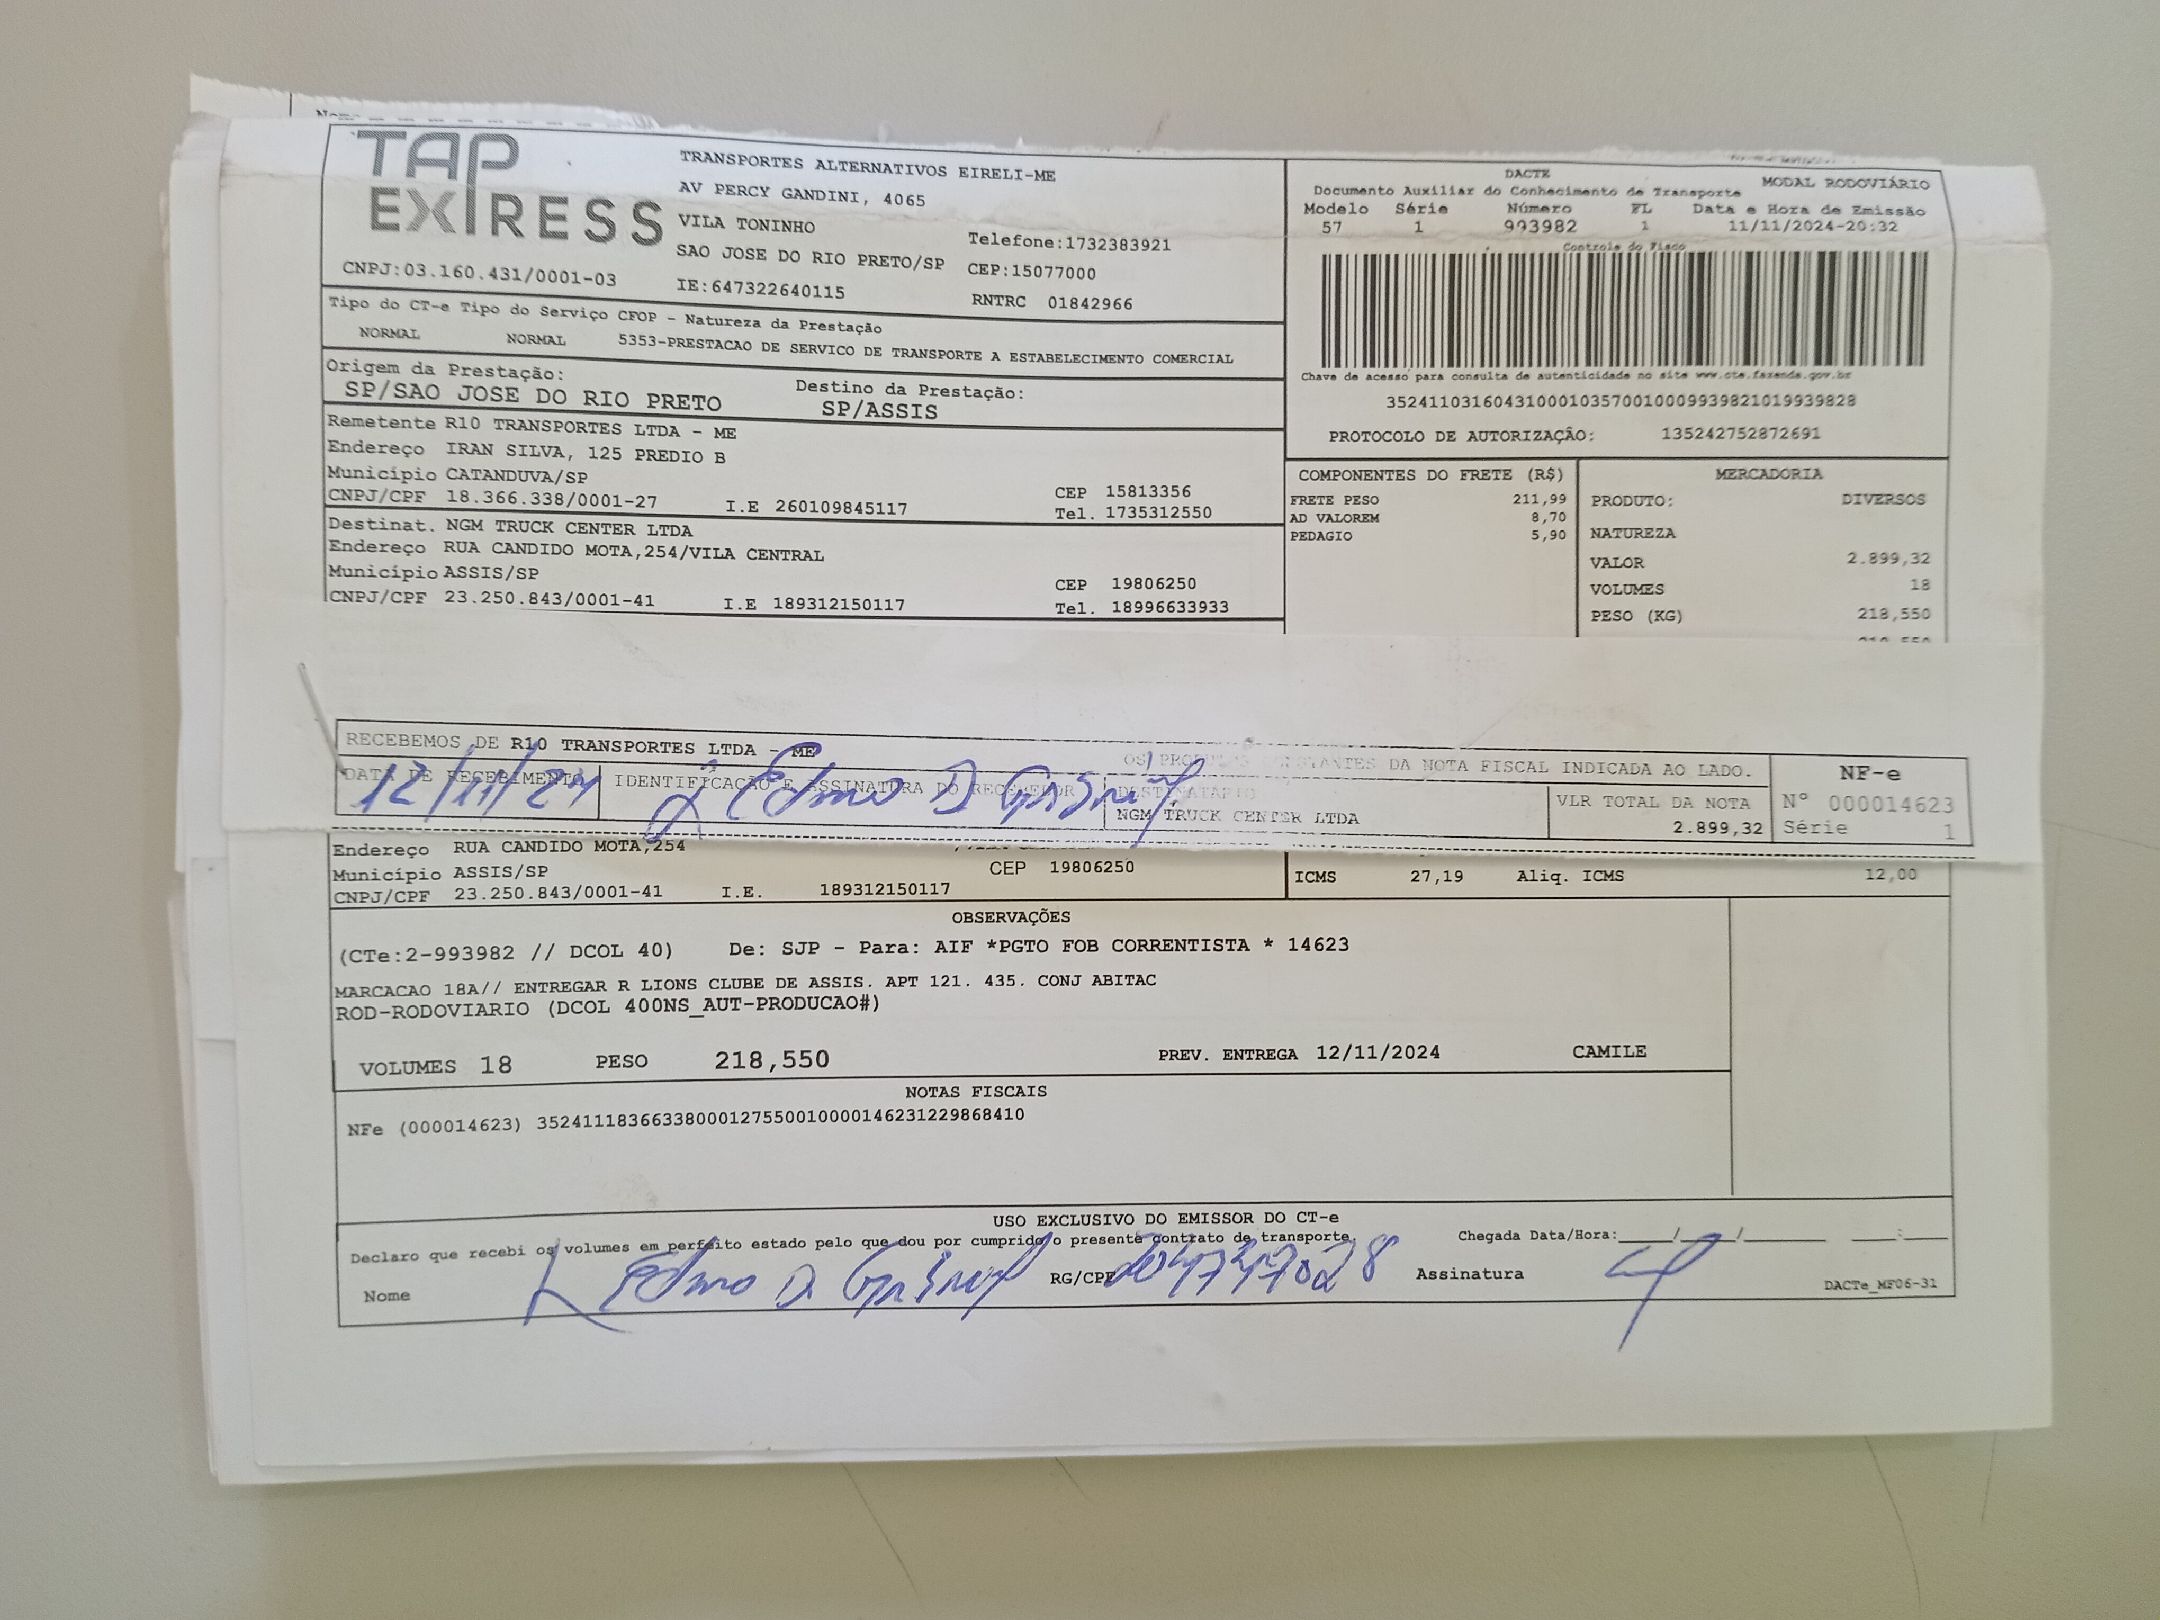 TAP
EXPRESS
TRANSPORTES ALTERNATIVOS EIRELI-ME
AV PERCY GANDINI, 4065
VILA TONINHO
Telefone:1732383921
SAO JOSE DO RIO PRETO/SP CEP:15077000
CNPJ:03.160.431/0001-03 IE:647322640115 RNTRC 01842966
DACTE MODAL RODOVIÁRIO
Documento Auxiliar do Conhecimento de Transporte
Modelo Série Número FL Data e Hora de Emissão
57 1 993982 1 11/11/2024-20:32
Controle do Fisco
Chave de acesso para consulta de autenticidade no site www.cte.fazenda.gov.br
35241103160431000103570010009939821019939828
PROTOCOLO DE AUTORIZAÇÃO: 135242752872691
Tipo do CT-e Tipo do Serviço CFOP - Natureza da Prestação
NORMAL NORMAL 5353-PRESTACAO DE SERVICO DE TRANSPORTE A ESTABELECIMENTO COMERCIAL
Origem da Prestação: Destino da Prestação:
SP/SAO JOSE DO RIO PRETO SP/ASSIS
Remetente R10 TRANSPORTES LTDA - ME
Endereço IRAN SILVA, 125 PREDIO B
Município CATANDUVA/SP CEP 15813356
CNPJ/CPF 18.366.338/0001-27 I.E 260109845117 Tel. 1735312550
Destinat. NGM TRUCK CENTER LTDA
Endereço RUA CANDIDO MOTA,254/VILA CENTRAL
Município ASSIS/SP CEP 19806250
CNPJ/CPF 23.250.843/0001-41 I.E 189312150117 Tel. 18996633933
COMPONENTES DO FRETE (R$)
FRETE PESO 211,99
AD VALOREM 8,70
PEDAGIO 5,90
MERCADORIA
PRODUTO: DIVERSOS
NATUREZA
VALOR 2.899,32
VOLUMES 18
PESO (KG) 218,550
RECEBEMOS DE R10 TRANSPORTES LTDA - ME OS PRODUTOS CONSTANTES DA NOTA FISCAL INDICADA AO LADO.
DATA DE RECEBIMENTO IDENTIFICAÇÃO E ASSINATURA DO RECEBEDOR DESTINATARIO
12/11/24
NGM TRUCK CENTER LTDA
VLR TOTAL DA NOTA
2.899,32
NF-e
Nº 000014623
Série 1
Endereço RUA CANDIDO MOTA,254
Município ASSIS/SP CEP 19806250
CNPJ/CPF 23.250.843/0001-41 I.E. 189312150117
ICMS 27,19 Aliq. ICMS 12,00
OBSERVAÇÕES
(CTe:2-993982 // DCOL 40) De: SJP - Para: AIF *PGTO FOB CORRENTISTA * 14623
MARCACAO 18A// ENTREGAR R LIONS CLUBE DE ASSIS. APT 121. 435. CONJ ABITAC
ROD-RODOVIARIO (DCOL 400NS_AUT-PRODUCAO#)
VOLUMES 18 PESO 218,550 PREV. ENTREGA 12/11/2024 CAMILE
NOTAS FISCAIS
NFe (000014623) 35241118366338000127550010000146231229868410
USO EXCLUSIVO DO EMISSOR DO CT-e
Declaro que recebi os volumes em perfeito estado pelo que dou por cumprido o presente contrato de transporte. Chegada Data/Hora:____/____/______ ___:___
Nome RG/CPF Assinatura
DACTe_MF06-31